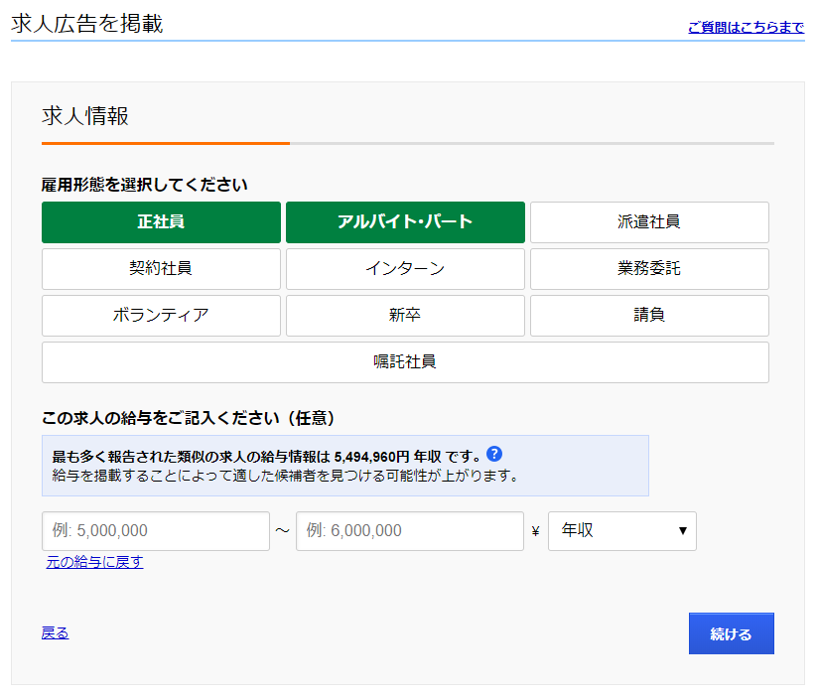 求人広告を掲載
ご質問はこちらまで
求人情報
雇用形態を選択してください
正社員
アルバイト・パート
派遣社員
契約社員
インターン
業務委託
ボランティア
新卒
請負
嘱託社員
この求人の給与をご記入ください（任意）
最も多く報告された類似の求人の給与情報は 5,494,960円 年収 です。 ?
給与を掲載することによって適した候補者を見つける可能性が上がります。
例: 5,000,000 ～ 例: 6,000,000 ¥ 年収 ▼
元の給与に戻す
戻る
続ける